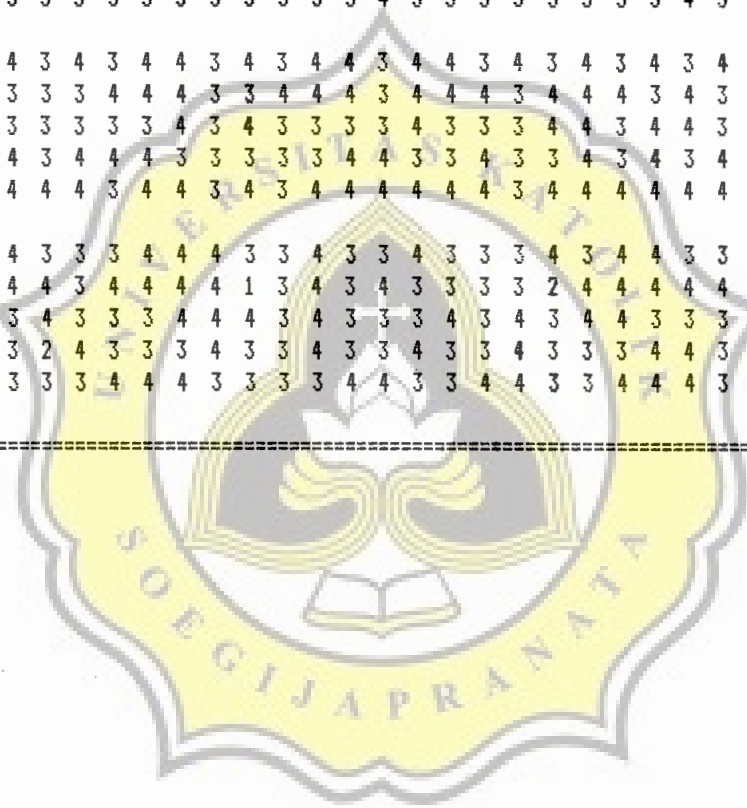 4 3 4 3 4 4 3 4 3 4 4 3 4 4 3 4 3 4 3 4 3 4
3 3 3 4 4 4 3 3 4 4 4 3 4 4 4 3 4 4 4 3 4 3
3 3 3 3 3 4 3 4 3 3 3 3 4 3 3 3 4 4 3 4 4 3
4 3 4 4 4 3 3 3 3 3 4 4 3 3 4 3 3 4 3 4 3 4
4 4 4 3 4 4 3 4 3 4 4 4 4 4 4 3 4 4 4 4 4 4
4 3 3 3 4 4 4 3 3 4 3 3 4 3 3 3 4 3 4 4 3 3
4 4 3 4 4 4 4 1 3 4 3 4 3 3 3 3 2 4 4 4 4 4
3 4 3 3 3 4 4 4 3 4 3 3 3 4 3 4 3 4 4 3 3 3
3 2 4 3 3 3 4 3 3 4 3 3 4 3 3 4 3 3 3 4 4 3
3 3 3 4 4 4 3 3 3 3 4 4 3 3 4 4 3 3 4 4 4 3
UNIVERSITAS KATOLIK
SOEGIJAPRANATA